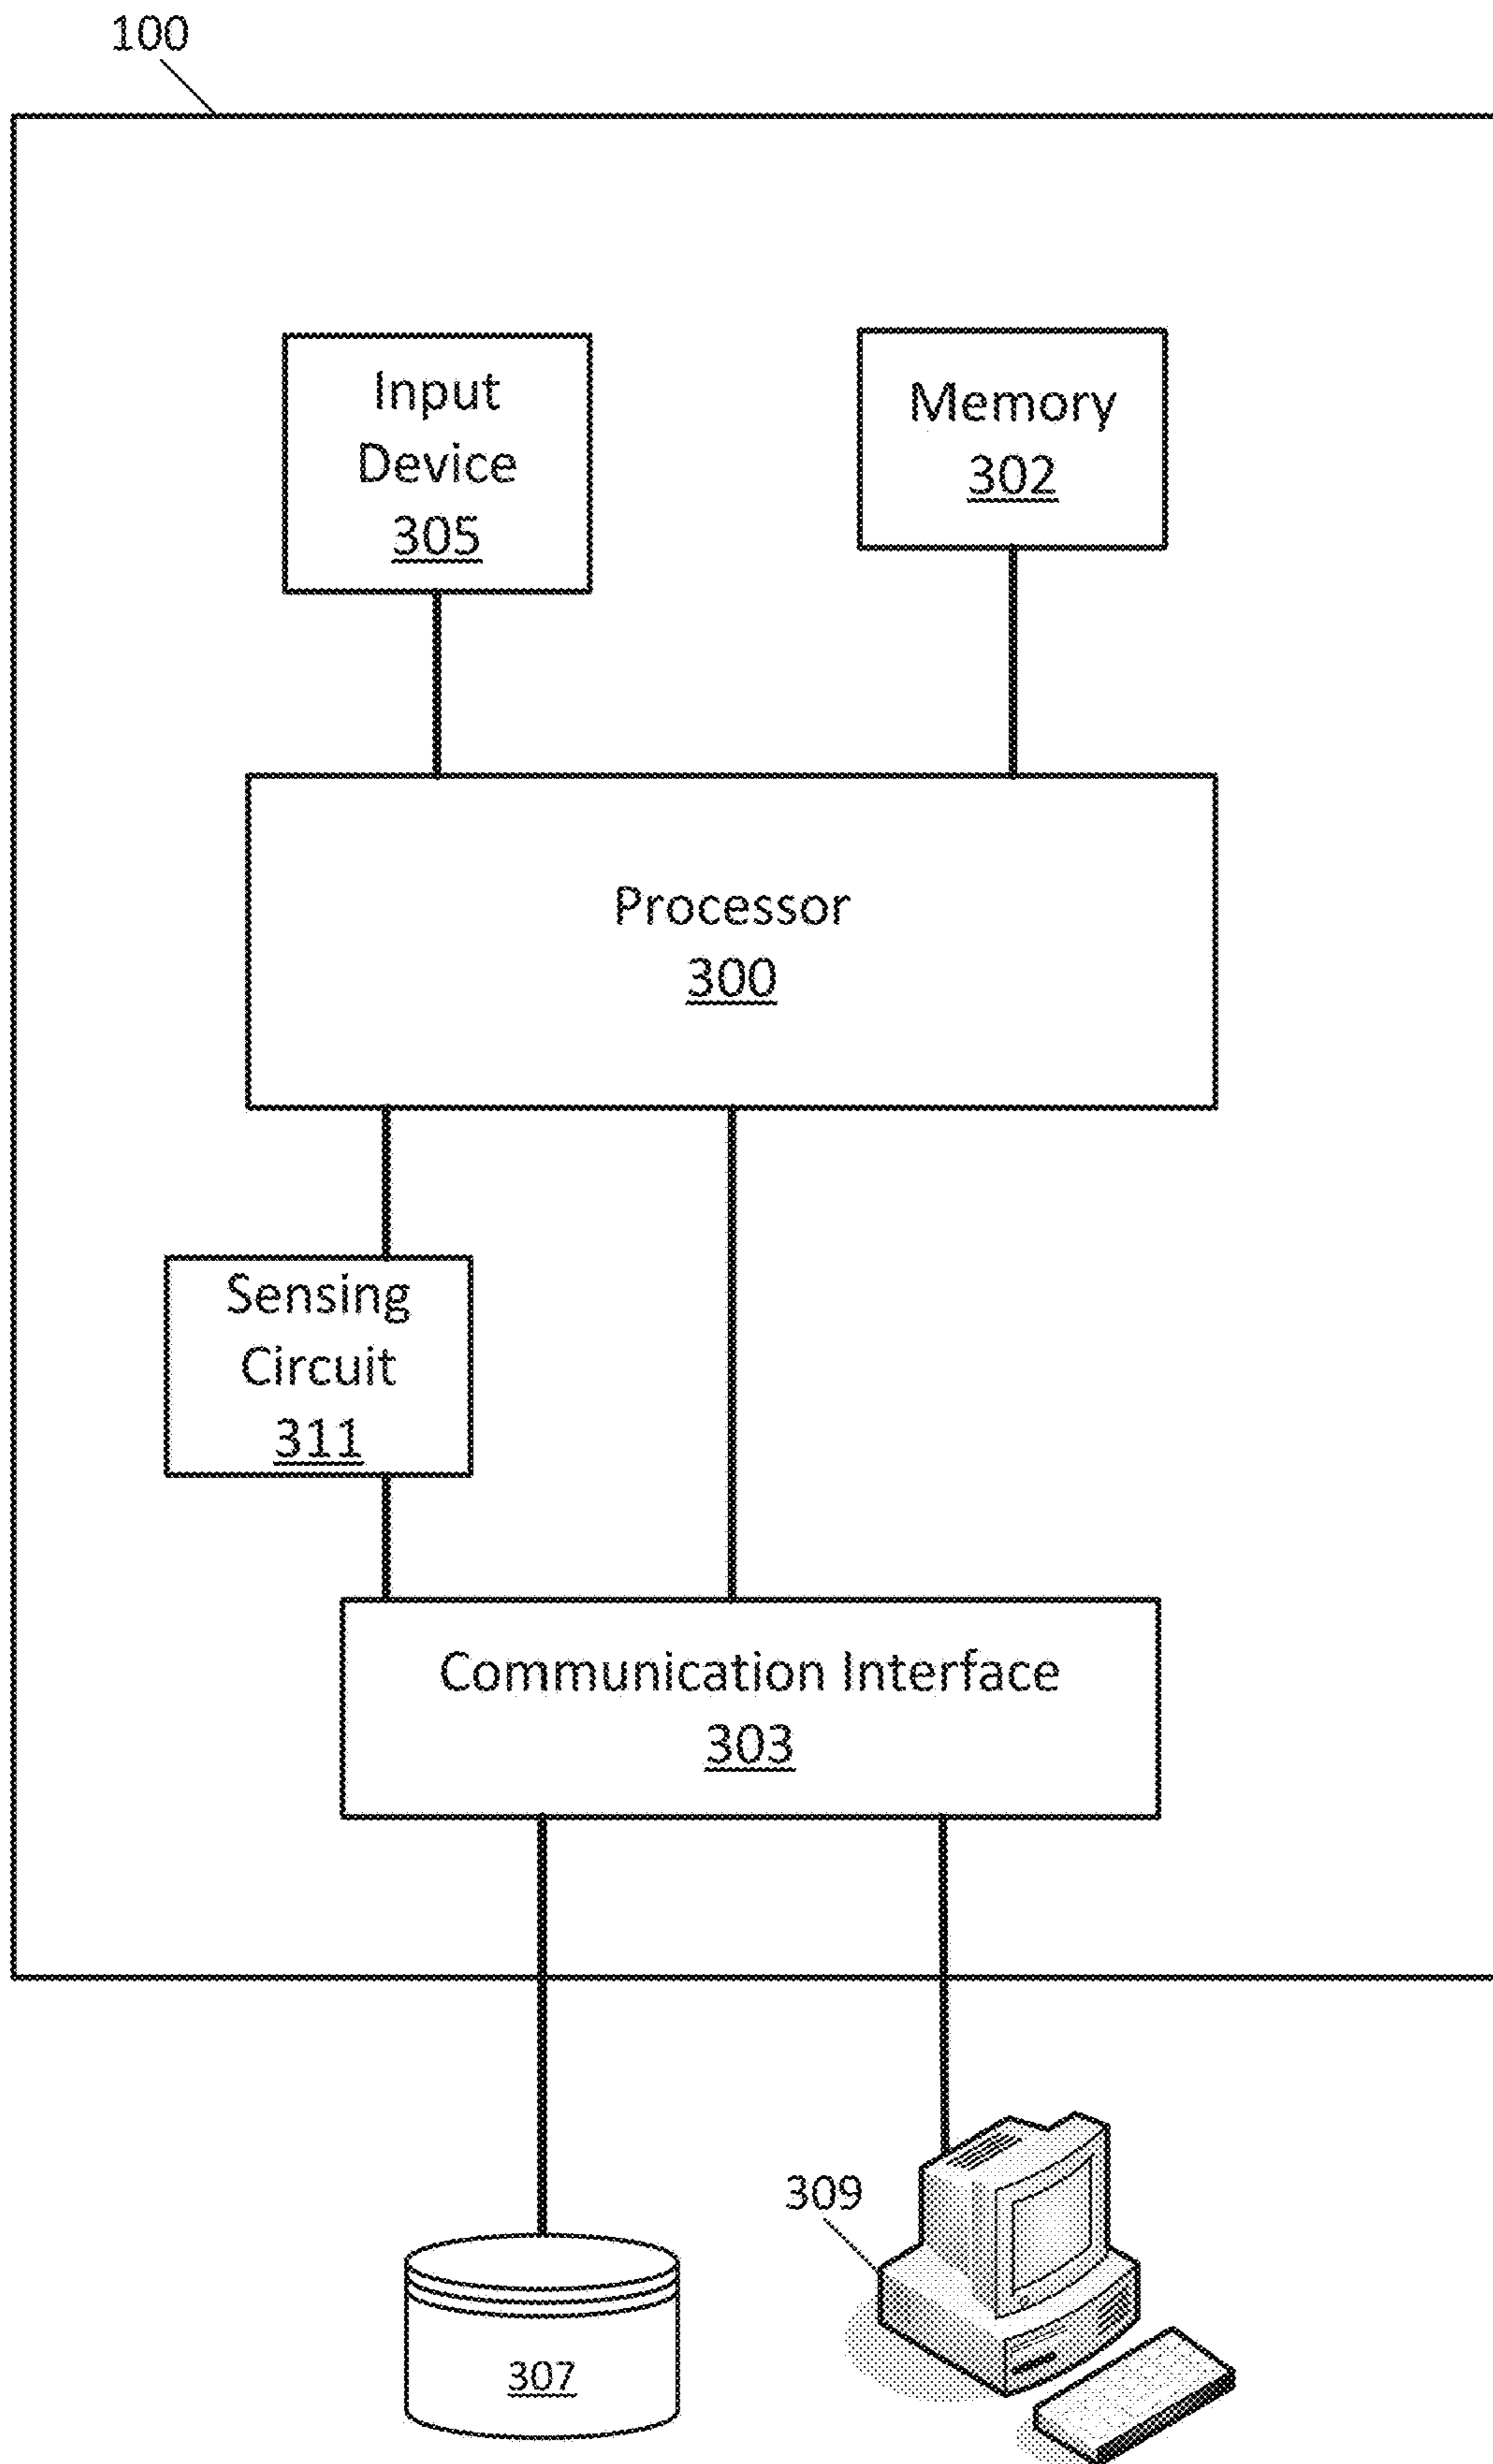 100
Input
Device
305
Memory
302
Processor
300
Sensing
Circuit
311
Communication Interface
303
309
307